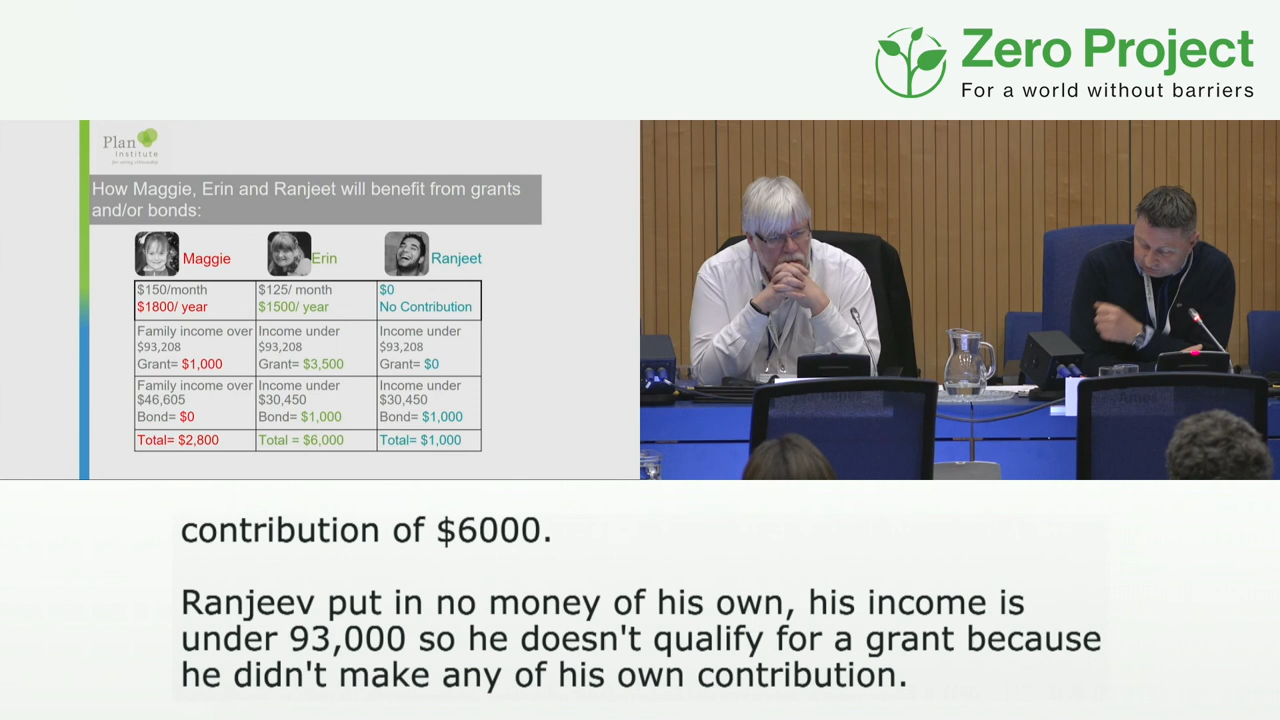 Zero Project
For a world without barriers
Plan
institute
for caring citizenship
How Maggie, Erin and Ranjeet will benefit from grants
and/or bonds:
Maggie
Erin
Ranjeet
$150/month
$1800/ year
$125/ month
$1500/ year
$0
No Contribution
Family income over
$93,208
Grant= $1,000
Income under
$93,208
Grant= $3,500
Income under
$93,208
Grant= $0
Family income over
$46,605
Bond= $0
Income under
$30,450
Bond= $1,000
Income under
$30,450
Bond= $1,000
Total= $2,800
Total = $6,000
Total= $1,000
contribution of $6000.
Ranjeev put in no money of his own, his income is
under 93,000 so he doesn't qualify for a grant because
he didn't make any of his own contribution.